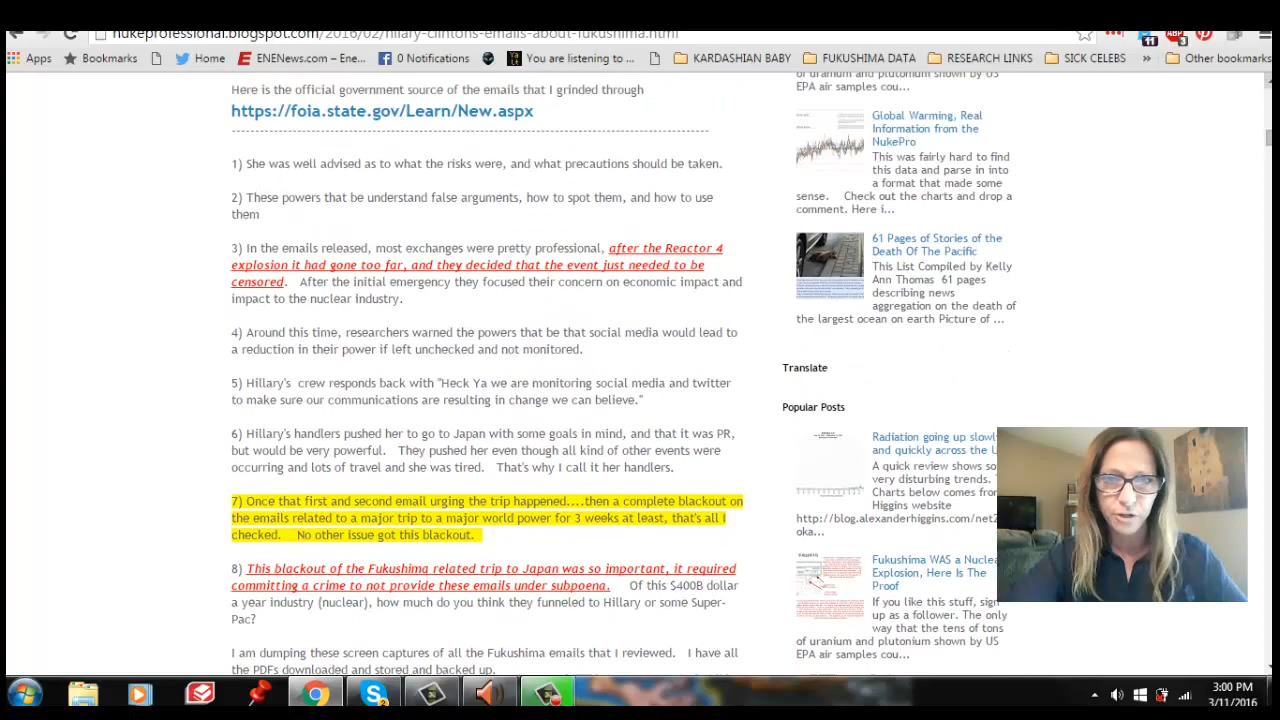 nukeprofessional.blogspot.com/2016/02/hilary-clintons-emails-about-fukushima.html
11
3
Apps
Bookmarks
Home
ENENews.com – Ene...
0 Notifications
You are listening to ...
KARDASHIAN BABY
FUKUSHIMA DATA
RESEARCH LINKS
SICK CELEBS
»
Other bookmarks
Here is the official government source of the emails that I grinded through
https://foia.state.gov/Learn/New.aspx
1) She was well advised as to what the risks were, and what precautions should be taken.
2) These powers that be understand false arguments, how to spot them, and how to use
them
3) In the emails released, most exchanges were pretty professional, after the Reactor 4
explosion it had gone too far, and they decided that the event just needed to be
censored. After the initial emergency they focused their concern on economic impact and
impact to the nuclear industry.
4) Around this time, researchers warned the powers that be that social media would lead to
a reduction in their power if left unchecked and not monitored.
5) Hillary's crew responds back with "Heck Ya we are monitoring social media and twitter
to make sure our communications are resulting in change we can believe."
6) Hillary's handlers pushed her to go to Japan with some goals in mind, and that it was PR,
but would be very powerful. They pushed her even though all kind of other events were
occurring and lots of travel and she was tired. That's why I call it her handlers.
7) Once that first and second email urging the trip happened....then a complete blackout on
the emails related to a major trip to a major world power for 3 weeks at least, that's all I
checked. No other issue got this blackout.
8) This blackout of the Fukushima related trip to Japan is so important, it required
committing a crime to not provide these emails under subpoena. Of this $400B dollar
a year industry (nuclear), how much do you think they funneled to Hillary or some Super-
Pac?
I am dumping these screen captures of all the Fukushima emails that I reviewed. I have all
the PDFs downloaded and stored and backed up.
of uranium and plutonium shown by US
EPA air samples cou...
Global Warming, Real
Information from the
NukePro
This was fairly hard to find
this data and parse in into
a format that made some
sense. Check out the charts and drop a
comment. Here i...
61 Pages of Stories of the
Death Of The Pacific
This List Compiled by Kelly
Ann Thomas 61 pages
describing news
aggregation on the death of
the largest ocean on earth Picture of ...
Translate
Popular Posts
Radiation going up slowl
and quickly across the U
A quick review shows so
very disturbing trends.
Charts below comes from
Higgins website
http://blog.alexanderhiggins.com/net
oka...
Fukushima WAS a Nuclea
Explosion, Here Is The
Proof
If you like this stuff, sign
up as a follower. The only
way that the tens of tons
of uranium and plutonium shown by US
EPA air samples cou...
3:00 PM
3/11/2016